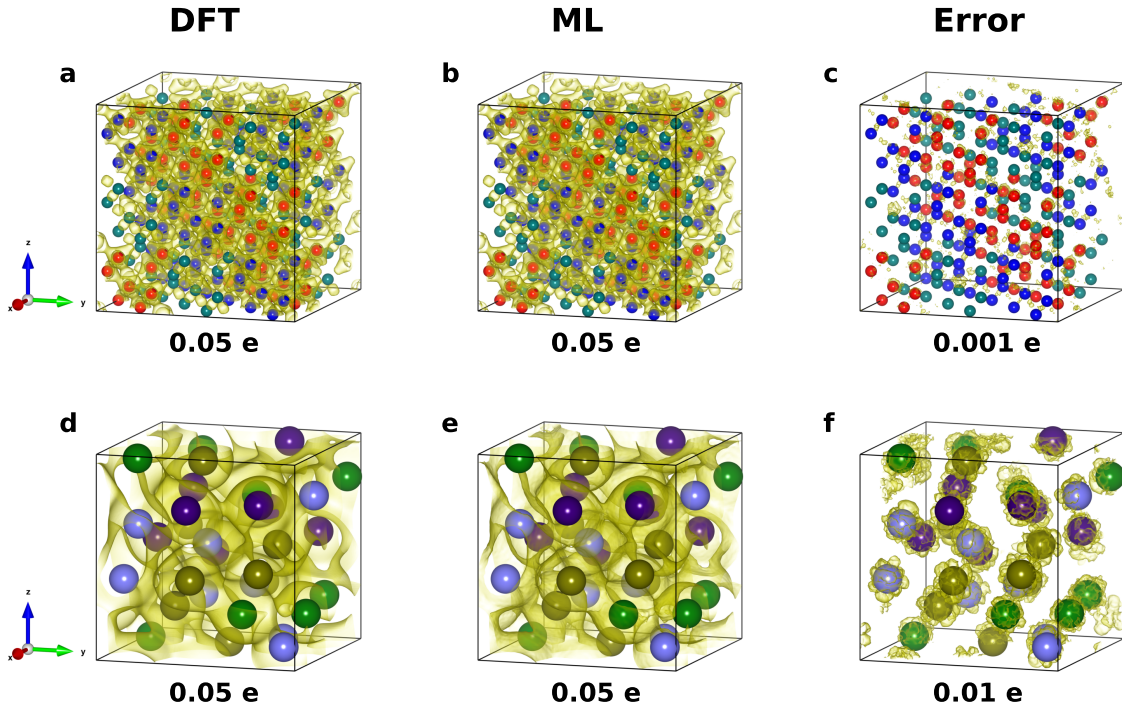 DFT ML Error
a b c
z
x y
0.05 e 0.05 e 0.001 e
d e f
z
x y
0.05 e 0.05 e 0.01 e